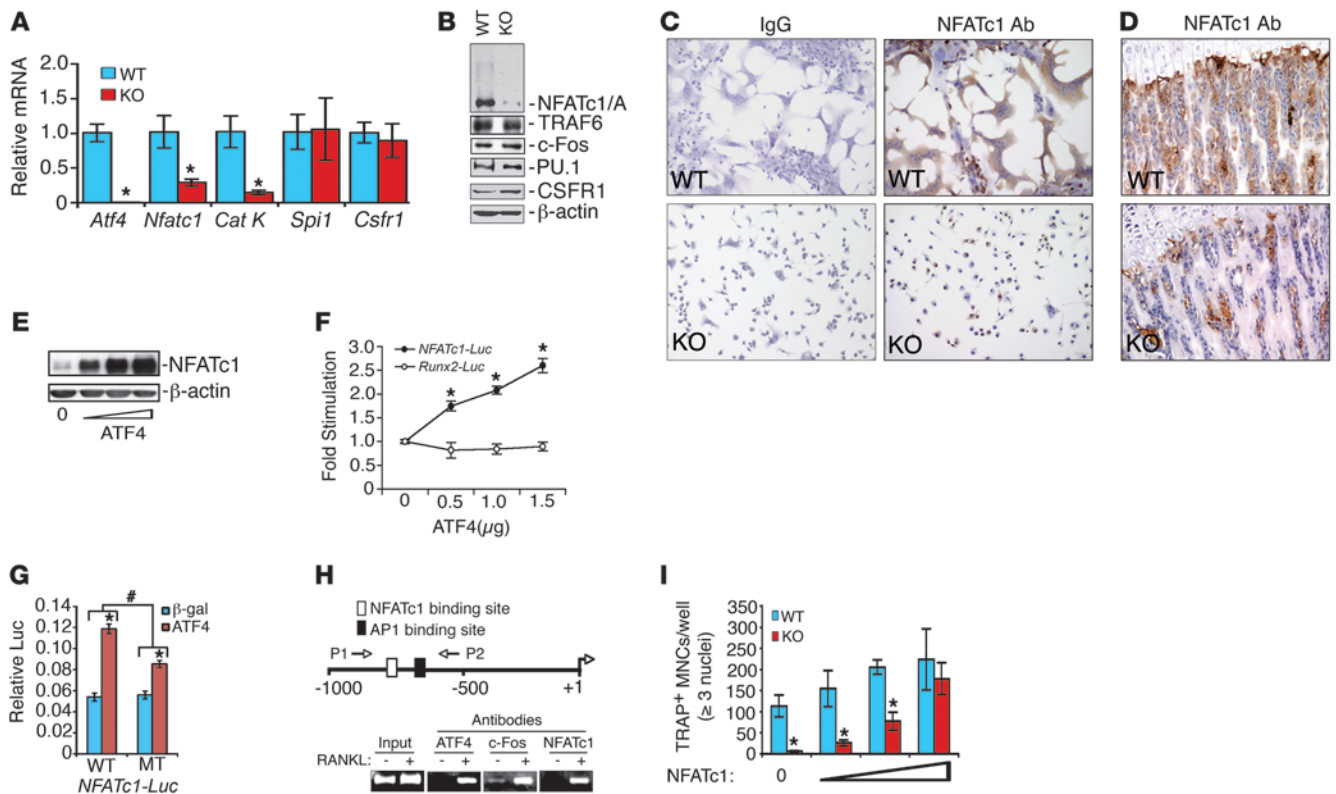 A
Relative mRNA
2.0
1.5
1.0
0.5
0
WT
KO
* * *
Atf4 Nfatc1 Cat K Spi1 Csfr1
B
WT KO
-NFATc1/A
-TRAF6
-c-Fos
-PU.1
-CSFR1
-β-actin
C
IgG NFATc1 Ab
WT WT
KO KO
D
NFATc1 Ab
WT
KO
E
-NFATc1
-β-actin
0
ATF4
F
Fold Stimulation
3.0
2.5
2.0
1.5
1.0
0.5
0
NFATc1-Luc
Runx2-Luc
* * *
0 0.5 1.0 1.5
ATF4(µg)
G
Relative Luc
0.14
0.12
0.10
0.08
0.06
0.04
0.02
0
#
* *
β-gal
ATF4
WT MT
NFATc1-Luc
H
NFATc1 binding site
AP1 binding site
P1 P2
-1000 -500 +1
Antibodies
Input ATF4 c-Fos NFATc1
RANKL: - + - + - + - +
I
TRAP+ MNCs/well
(≥ 3 nuclei)
350
300
250
200
150
100
50
0
WT
KO
* * *
NFATc1: 0